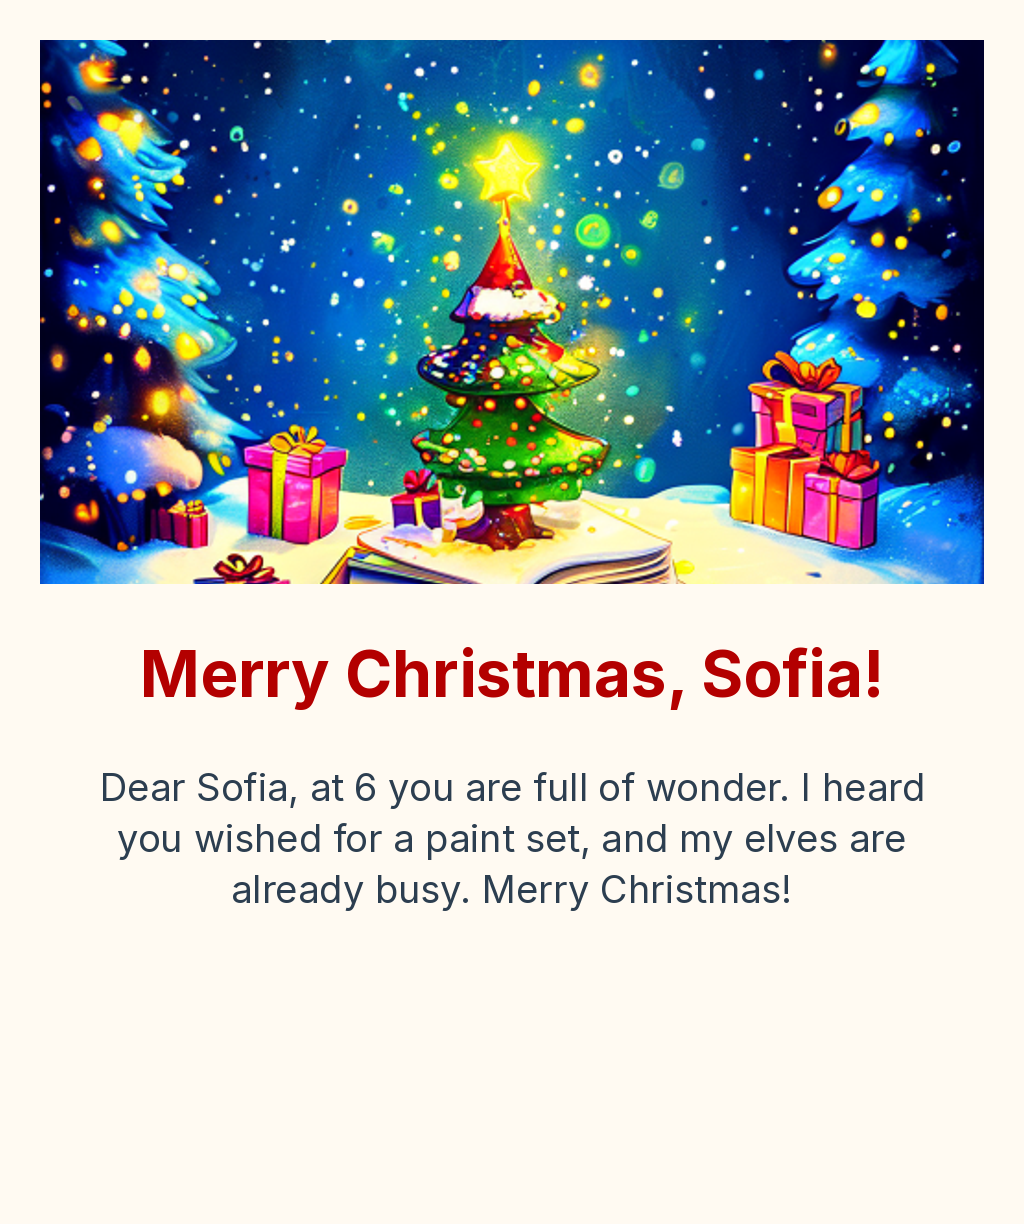 Merry Christmas, Sofia!
Dear Sofia, at 6 you are full of wonder. I heard
you wished for a paint set, and my elves are
already busy. Merry Christmas!